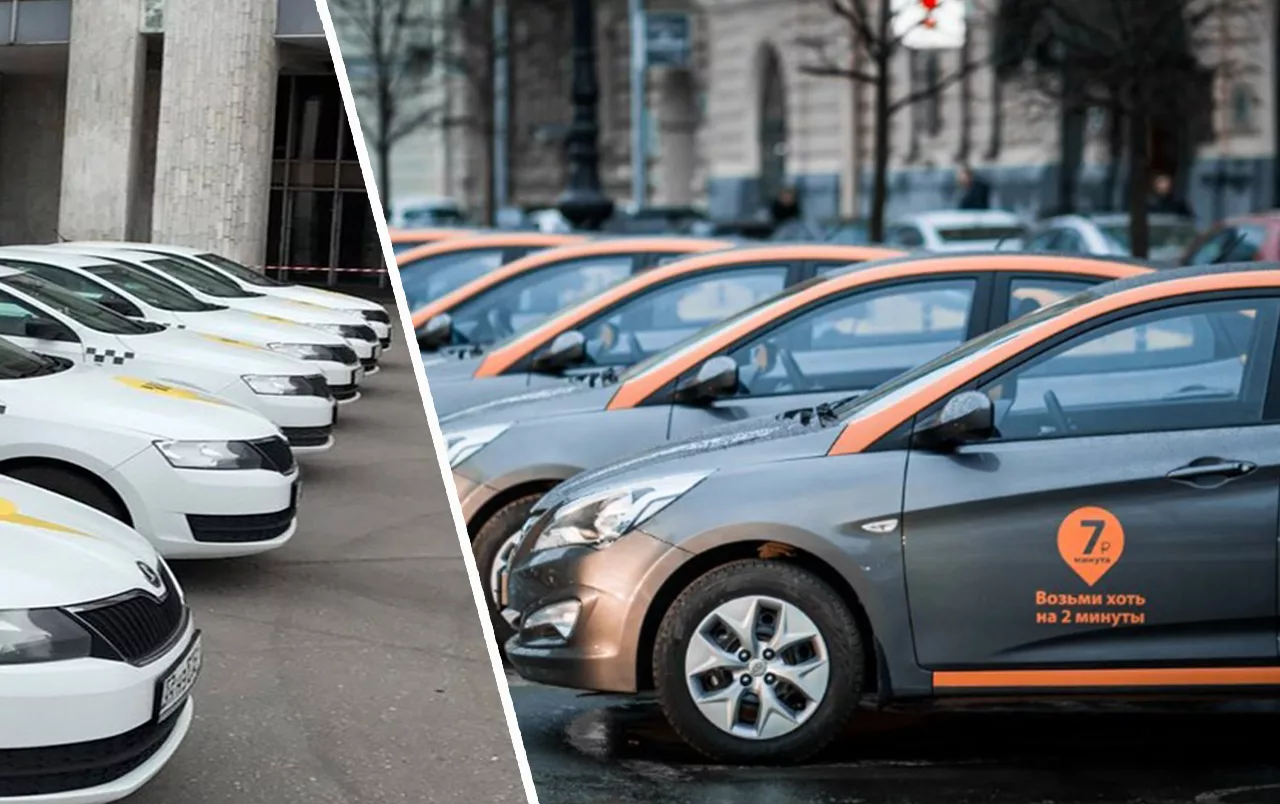 7₽
минута
Возьми хоть
на 2 минуты